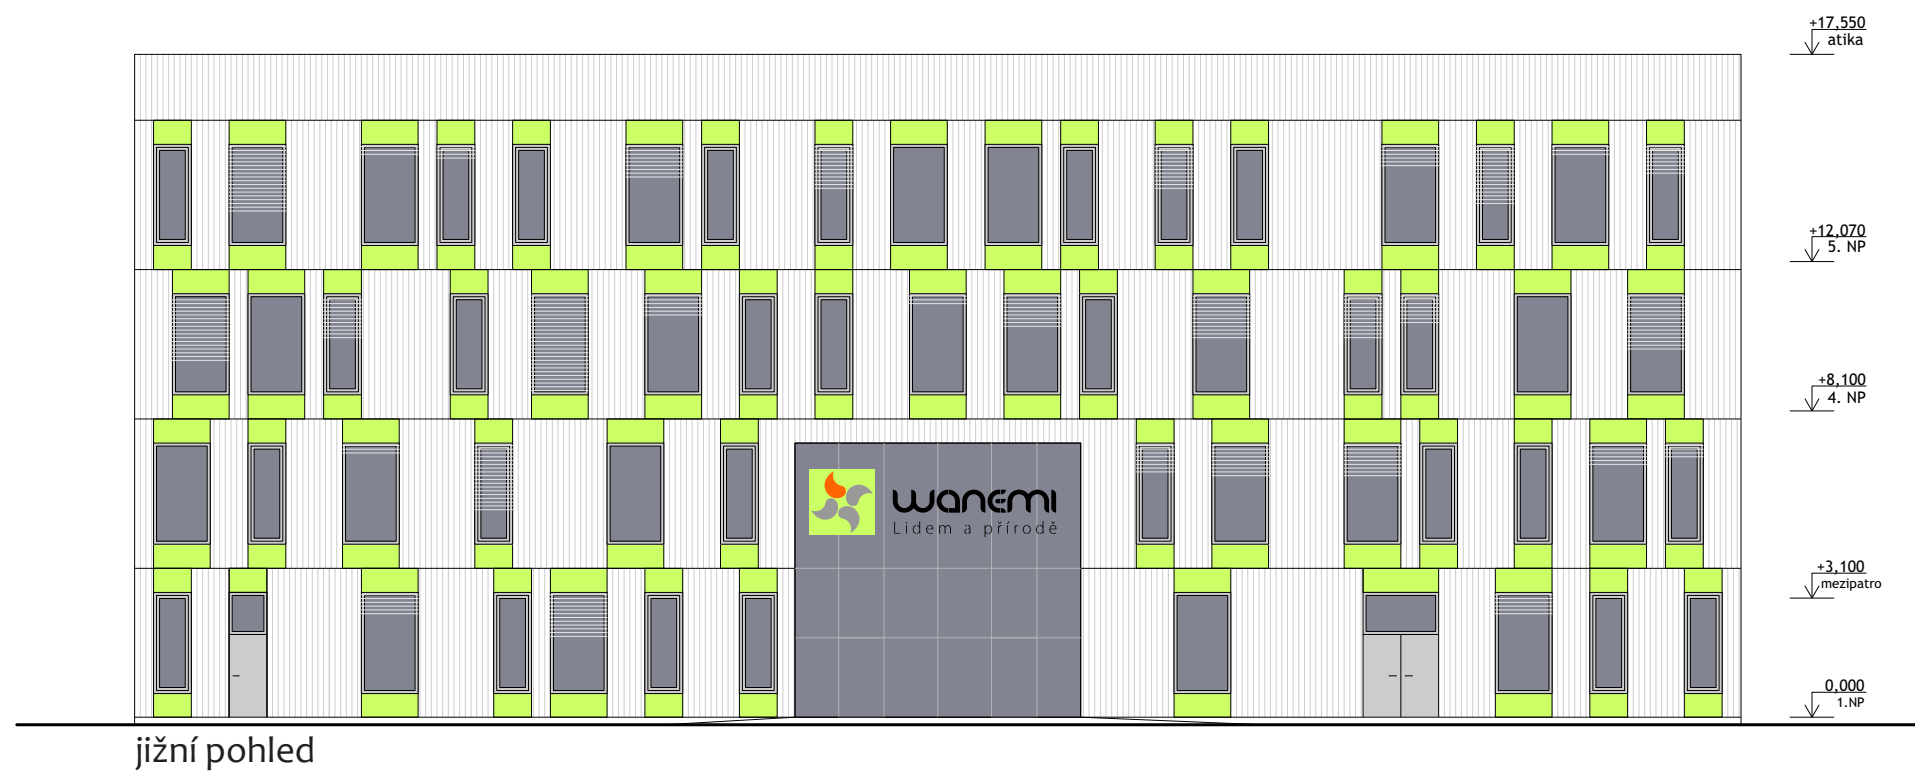 +17,550
atika
+12,070
5. NP
+8,100
4. NP
wanemi
Lidem a přírodě
+3,100
mezipatro
0,000
1.NP
jižní pohled